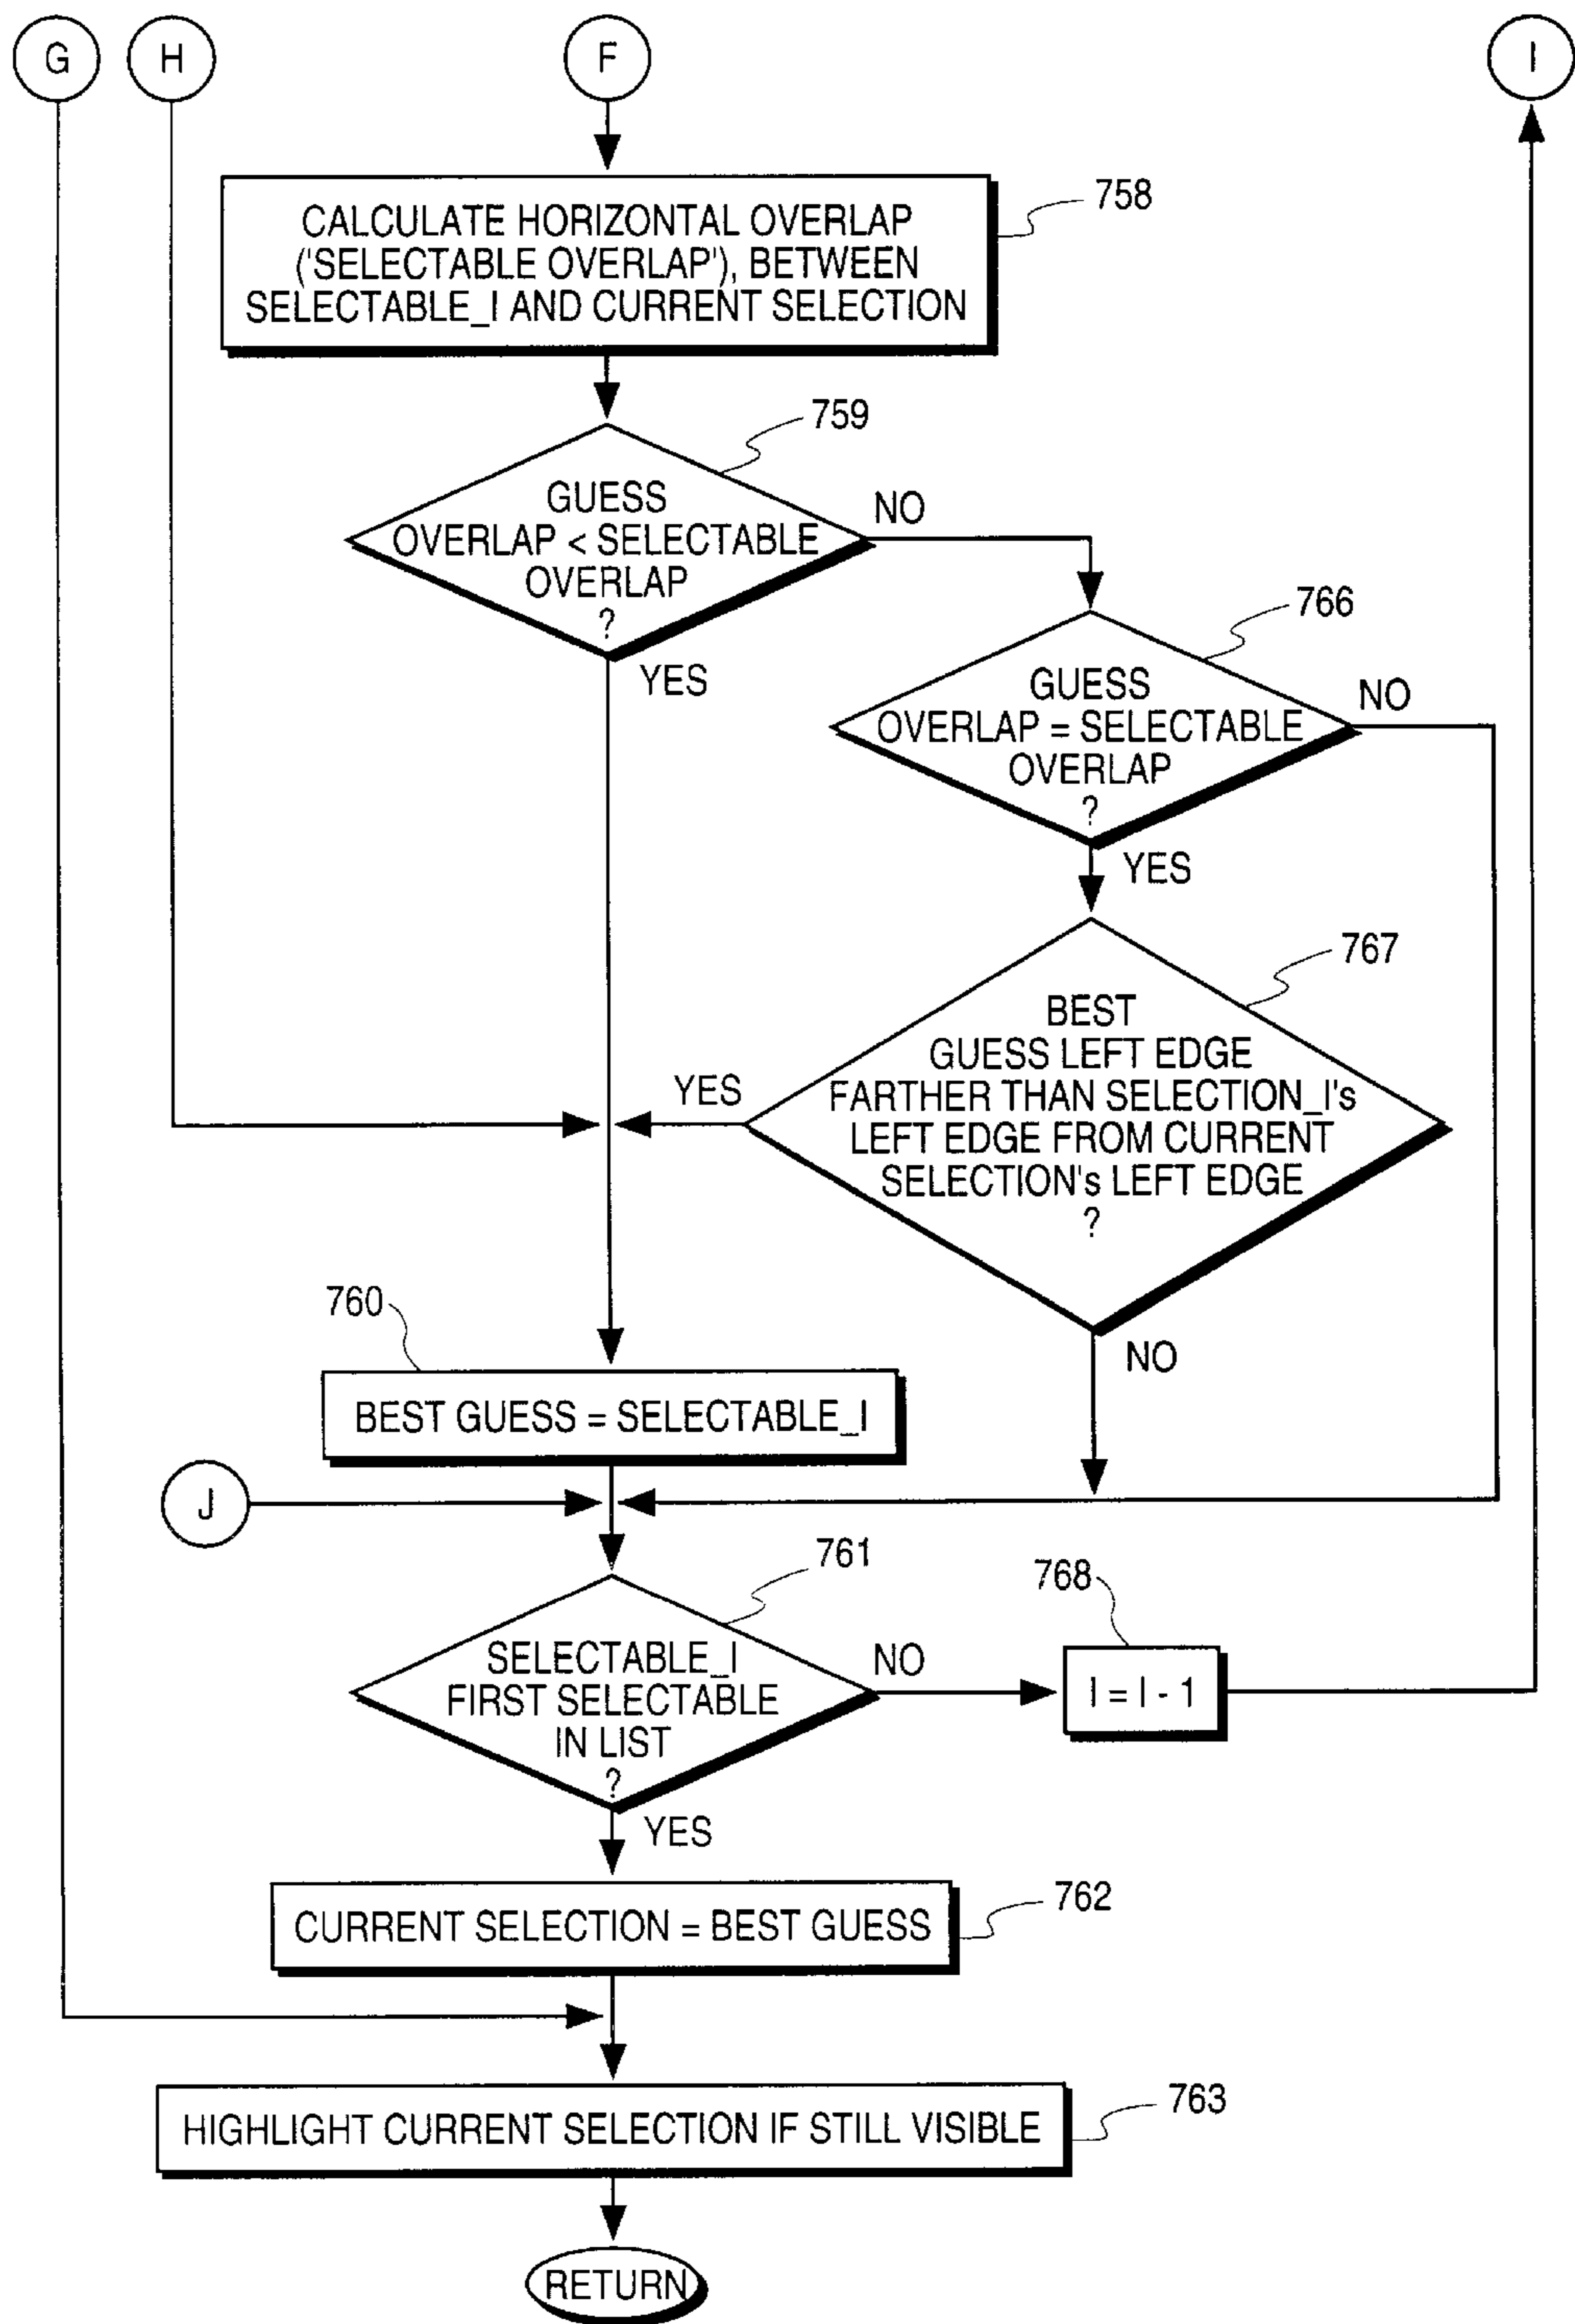 G
H
F
I
CALCULATE HORIZONTAL OVERLAP
('SELECTABLE OVERLAP'), BETWEEN
SELECTABLE_I AND CURRENT SELECTION
758
759
GUESS
OVERLAP < SELECTABLE
OVERLAP
?
NO
YES
766
GUESS
OVERLAP = SELECTABLE
OVERLAP
?
NO
YES
767
BEST
GUESS LEFT EDGE
FARTHER THAN SELECTION_I's
LEFT EDGE FROM CURRENT
SELECTION's LEFT EDGE
?
YES
NO
760
BEST GUESS = SELECTABLE_I
J
761
SELECTABLE_I
FIRST SELECTABLE
IN LIST
?
NO
768
I = I - 1
YES
CURRENT SELECTION = BEST GUESS
762
HIGHLIGHT CURRENT SELECTION IF STILL VISIBLE
763
RETURN